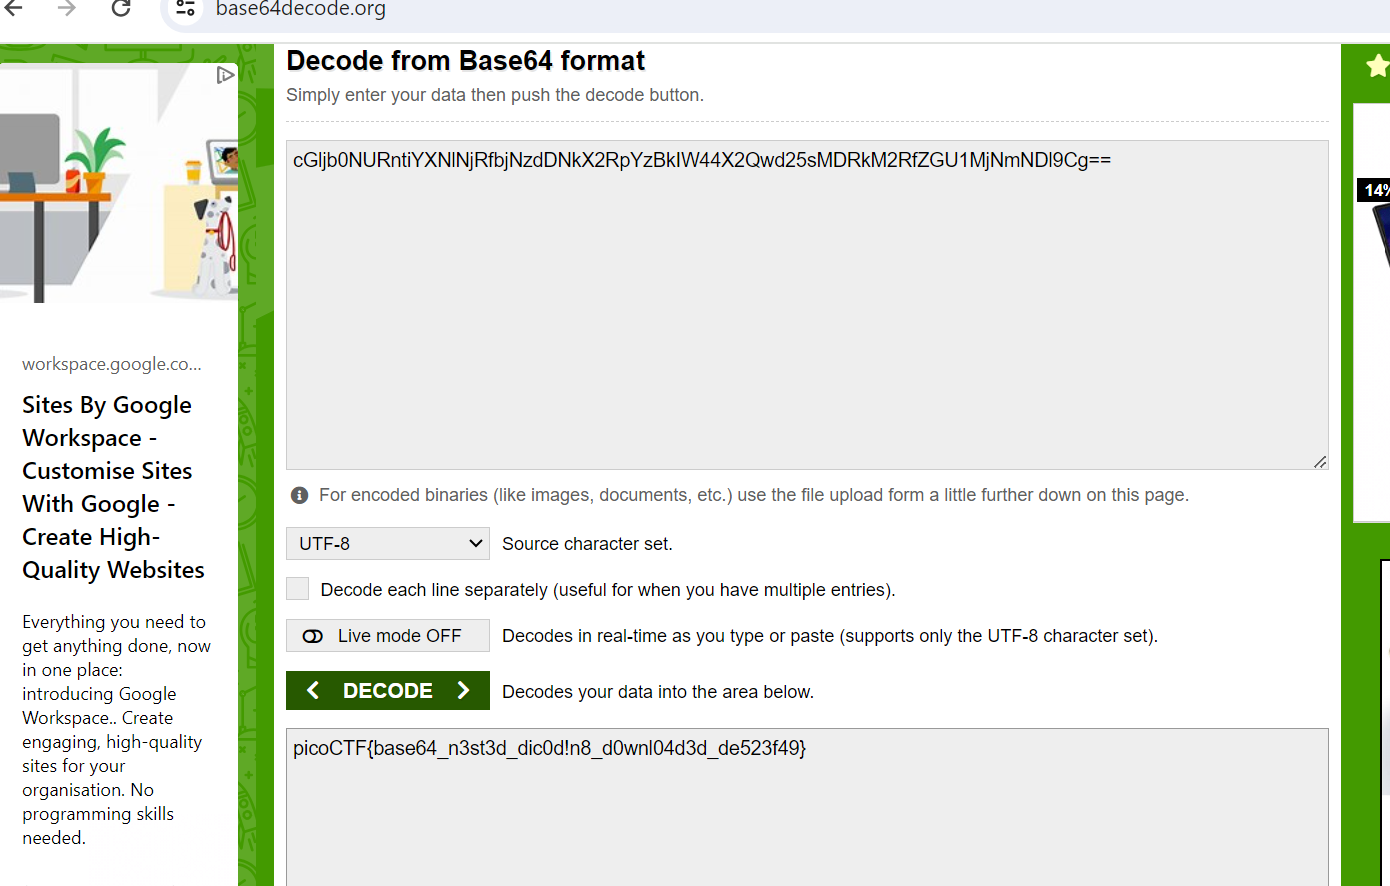 base64decode.org
Decode from Base64 format
Simply enter your data then push the decode button.
cGljb0NURntiYXNlNjRfbjNzdDNkX2RpYzBkIW44X2Qwd25sMDRkM2RfZGU1MjNmNDl9Cg==
For encoded binaries (like images, documents, etc.) use the file upload form a little further down on this page.
UTF-8
Source character set.
Decode each line separately (useful for when you have multiple entries).
Live mode OFF
Decodes in real-time as you type or paste (supports only the UTF-8 character set).
DECODE
Decodes your data into the area below.
picoCTF{base64_n3st3d_dic0d!n8_d0wnl04d3d_de523f49}
workspace.google.co...
Sites By Google
Workspace -
Customise Sites
With Google -
Create High-
Quality Websites
Everything you need to
get anything done, now
in one place:
introducing Google
Workspace.. Create
engaging, high-quality
sites for your
organisation. No
programming skills
needed.
14%